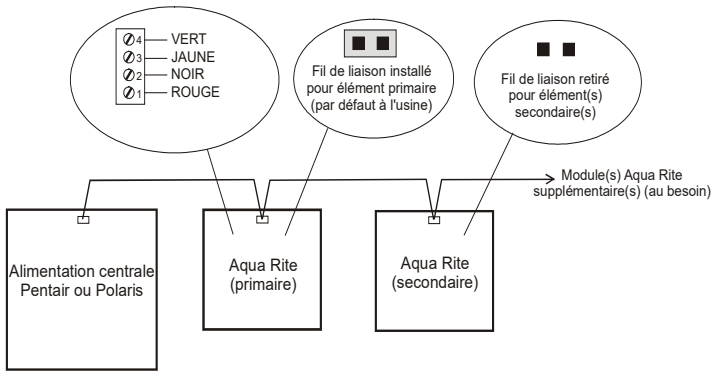 4 VERT
3 JAUNE
2 NOIR
1 ROUGE
Fil de liaison installé
pour élément primaire
(par défaut à l'usine)
Fil de liaison retiré
pour élément(s)
secondaire(s)
Module(s) Aqua Rite
supplémentaire(s) (au besoin)
Alimentation centrale
Pentair ou Polaris
Aqua Rite
(primaire)
Aqua Rite
(secondaire)